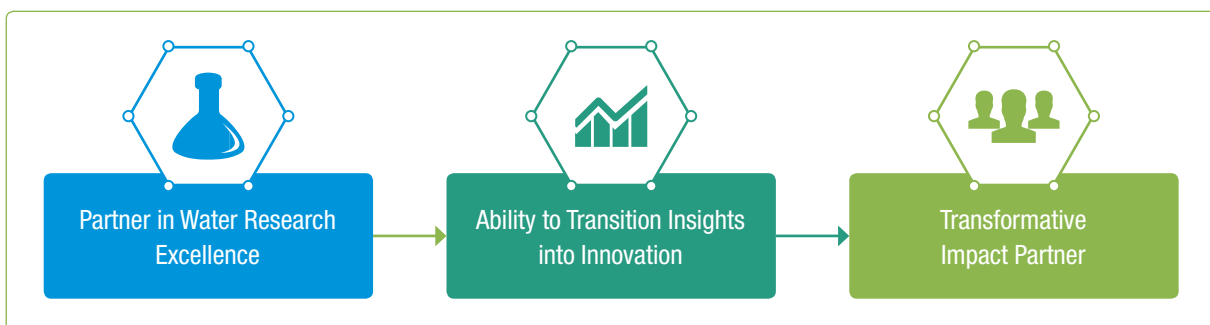 Partner in Water Research
Excellence
Ability to Transition Insights
into Innovation
Transformative
Impact Partner